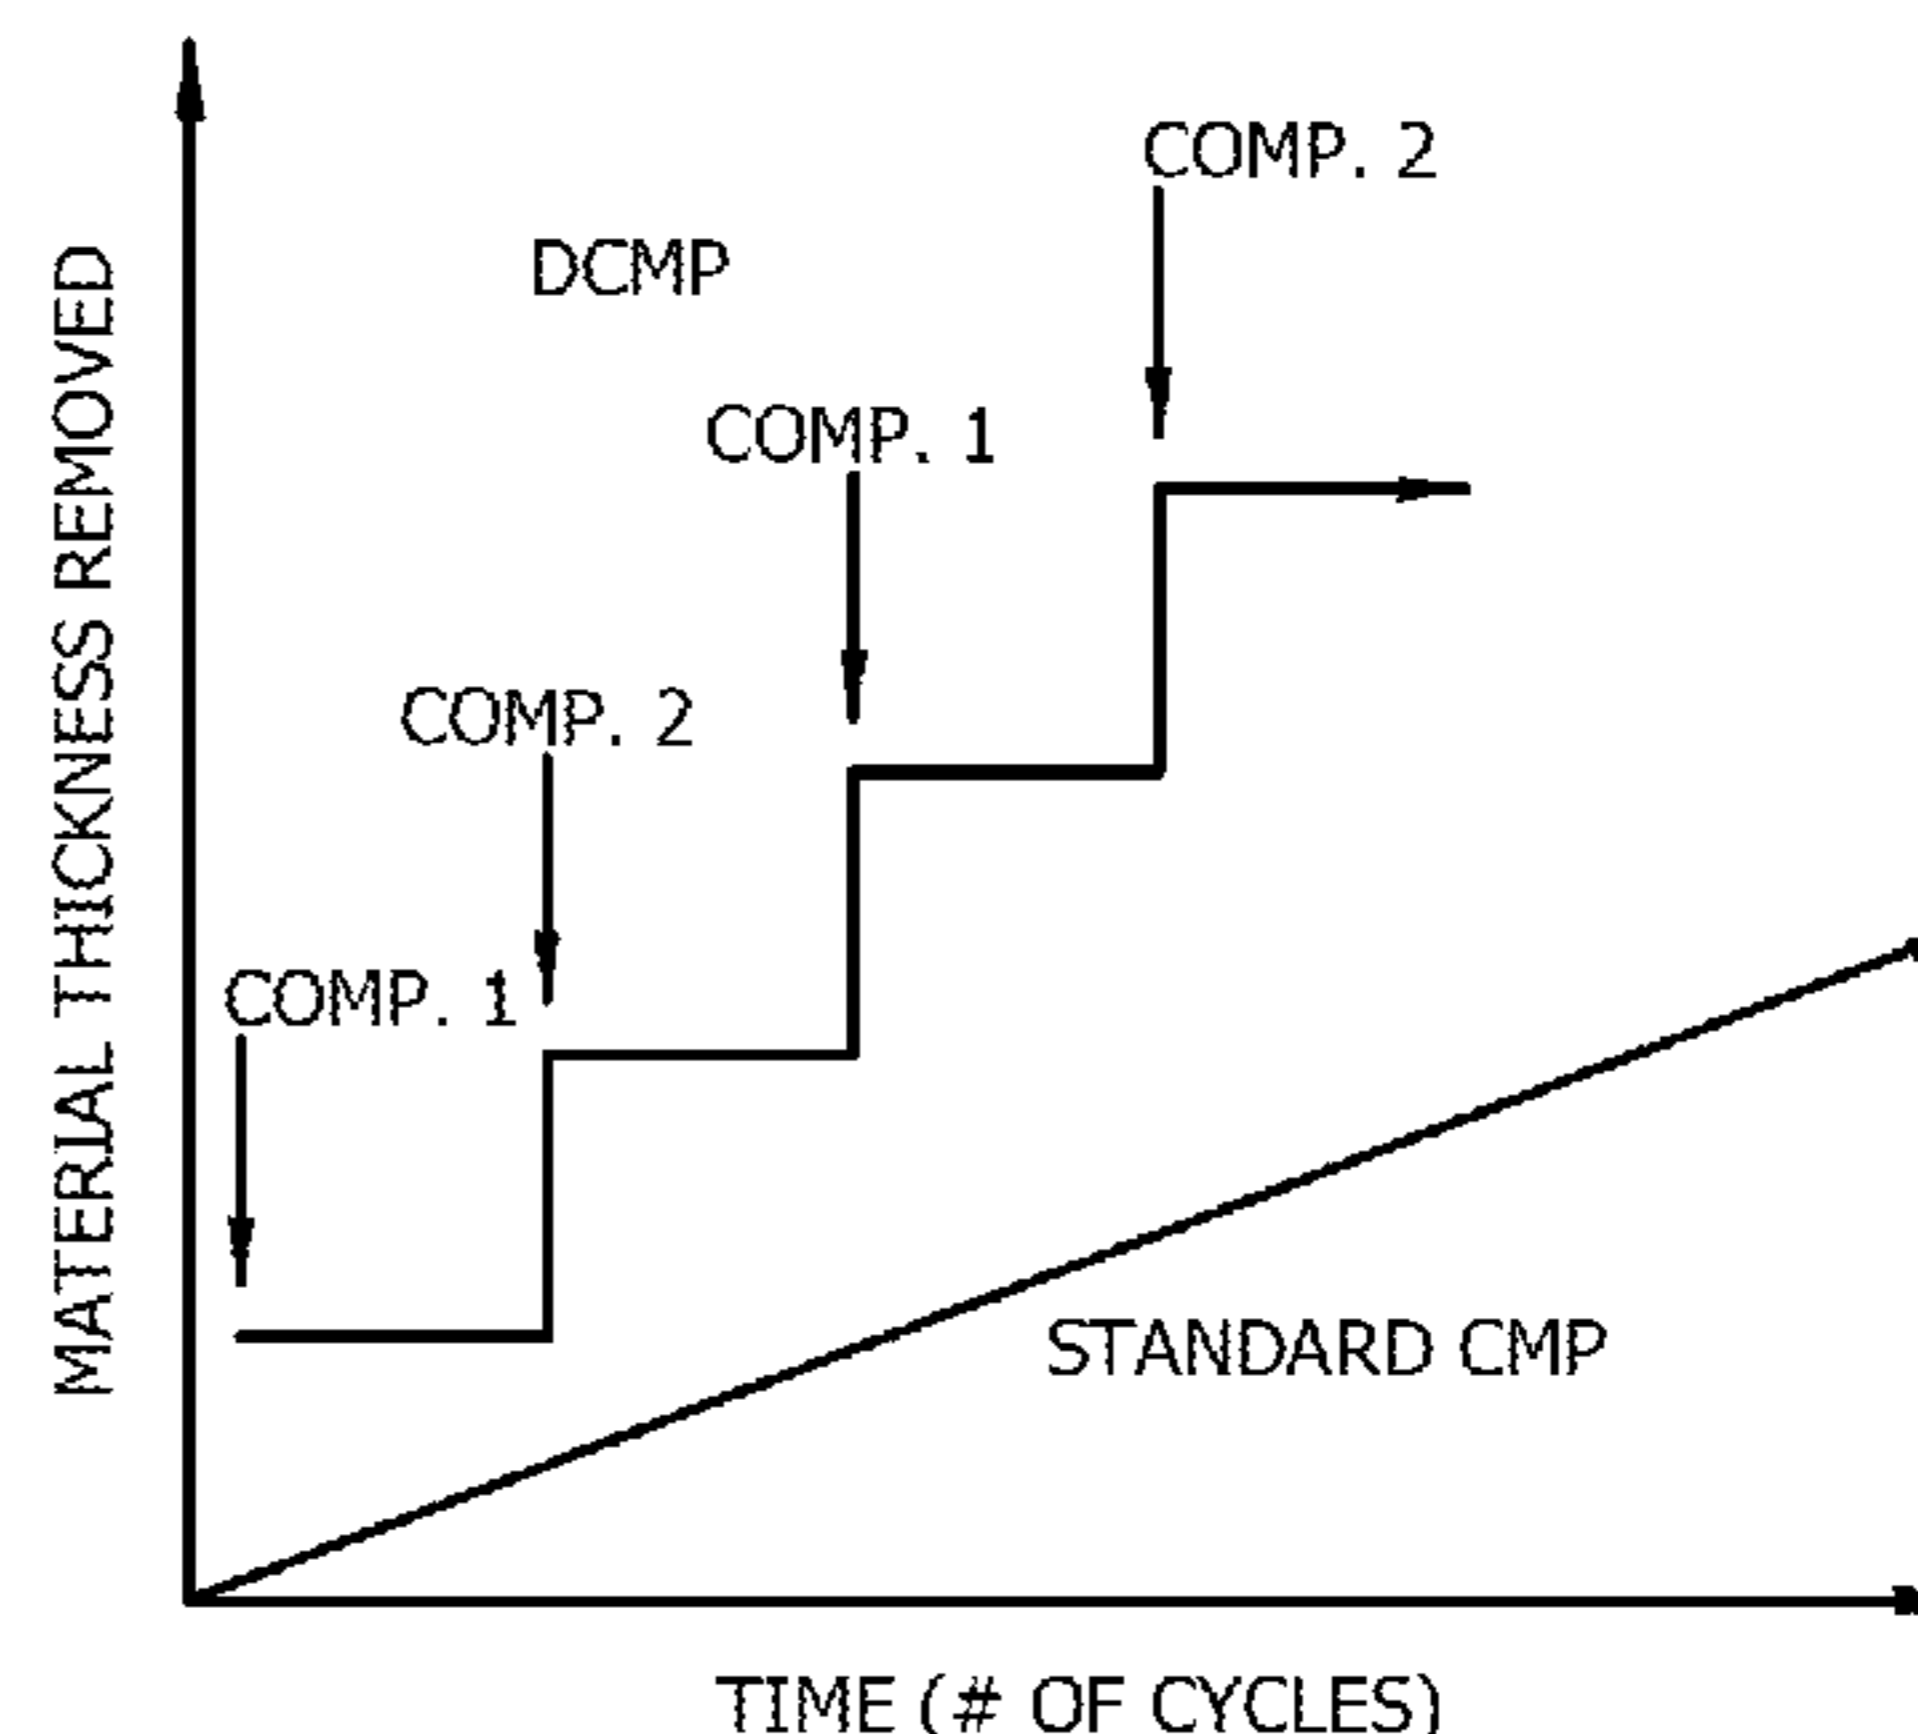 COMP. 2
DCMP
COMP. 1
COMP. 2
COMP. 1
MATERIAL THICKNESS REMOVED
STANDARD CMP
TIME (# OF CYCLES)